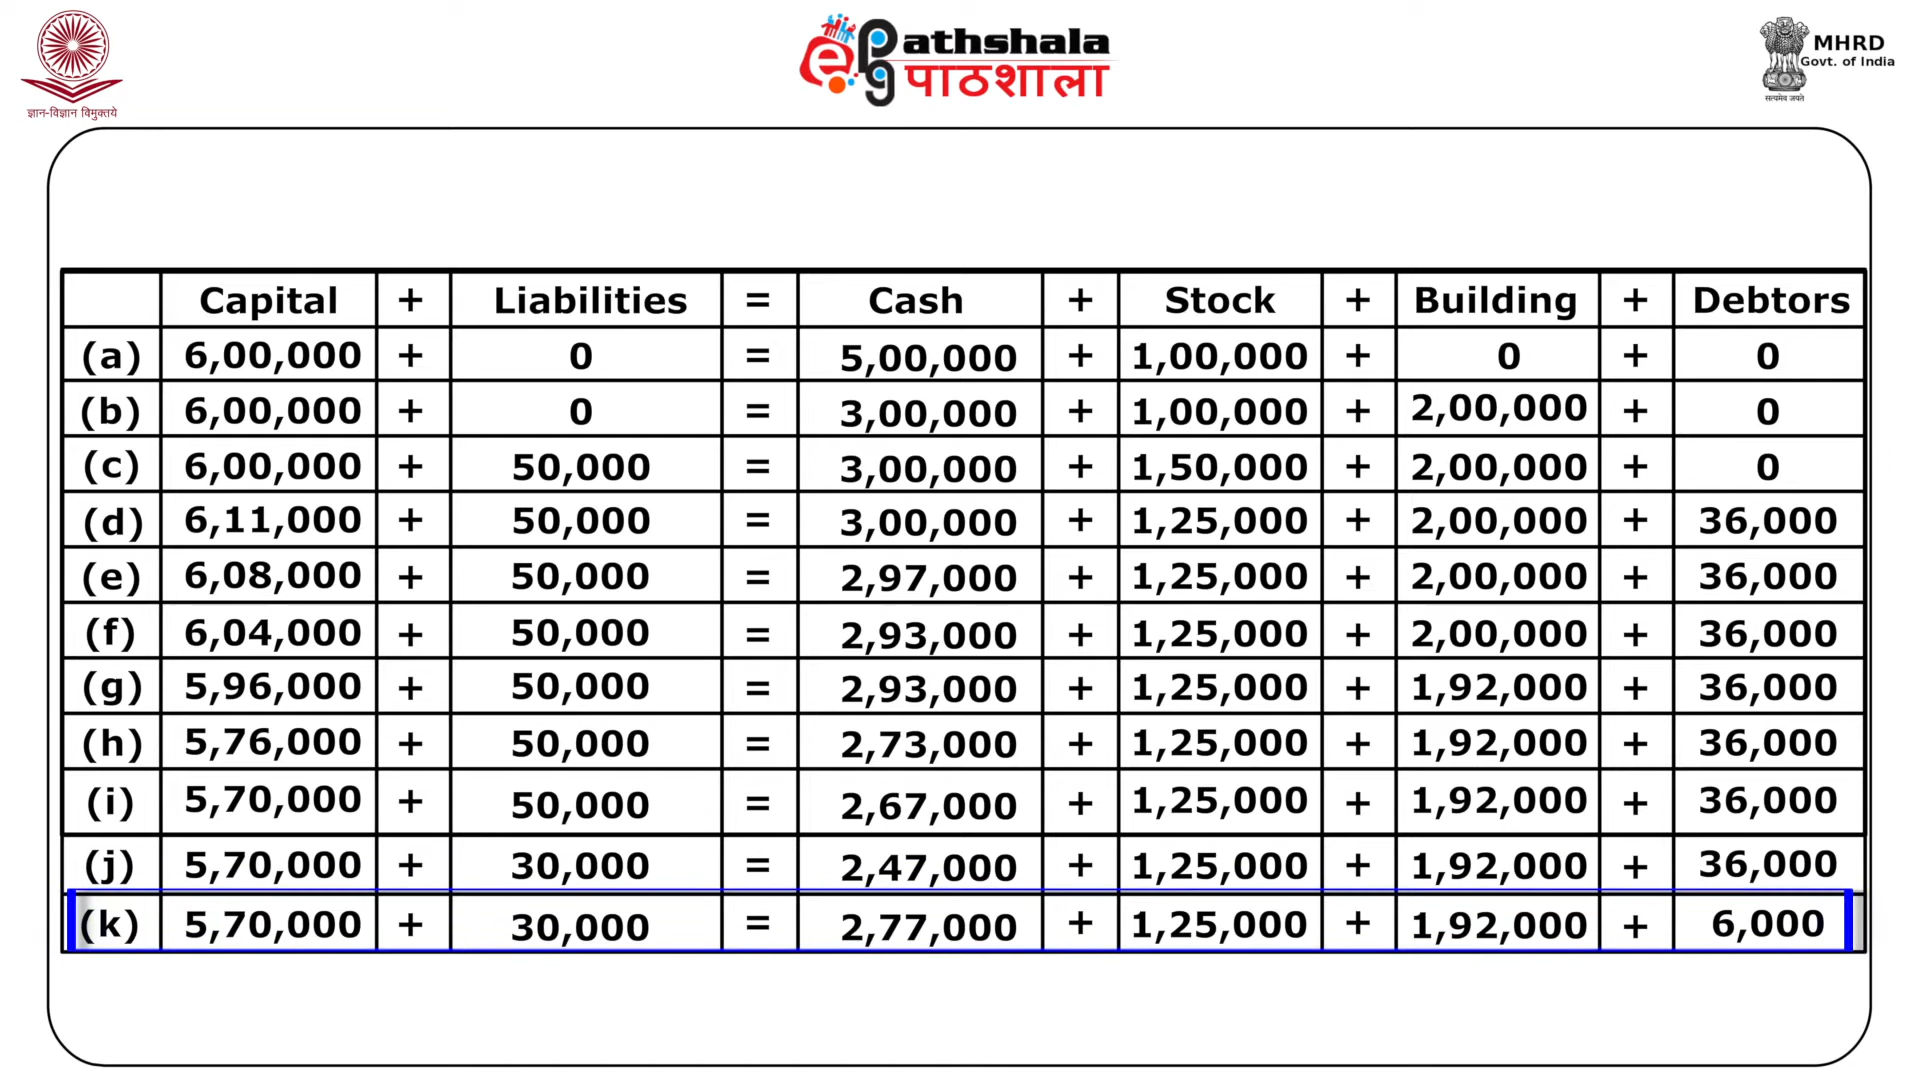 ज्ञान-विज्ञान विमुक्तये
e PG athshala
पाठशाला
MHRD
Govt. of India
सत्यमेव जयते
Capital + Liabilities = Cash + Stock + Building + Debtors
(a) 6,00,000 + 0 = 5,00,000 + 1,00,000 + 0 + 0
(b) 6,00,000 + 0 = 3,00,000 + 1,00,000 + 2,00,000 + 0
(c) 6,00,000 + 50,000 = 3,00,000 + 1,50,000 + 2,00,000 + 0
(d) 6,11,000 + 50,000 = 3,00,000 + 1,25,000 + 2,00,000 + 36,000
(e) 6,08,000 + 50,000 = 2,97,000 + 1,25,000 + 2,00,000 + 36,000
(f) 6,04,000 + 50,000 = 2,93,000 + 1,25,000 + 2,00,000 + 36,000
(g) 5,96,000 + 50,000 = 2,93,000 + 1,25,000 + 1,92,000 + 36,000
(h) 5,76,000 + 50,000 = 2,73,000 + 1,25,000 + 1,92,000 + 36,000
(i) 5,70,000 + 50,000 = 2,67,000 + 1,25,000 + 1,92,000 + 36,000
(j) 5,70,000 + 30,000 = 2,47,000 + 1,25,000 + 1,92,000 + 36,000
(k) 5,70,000 + 30,000 = 2,77,000 + 1,25,000 + 1,92,000 + 6,000